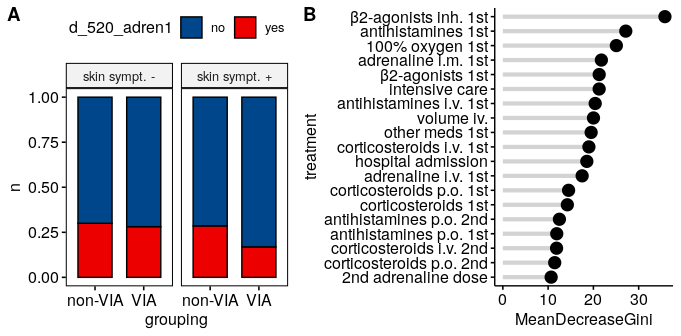 A
d_520_adren1 no yes
skin sympt. - skin sympt. +
1.00
0.75
0.50
0.25
0.00
n
non-VIA VIA non-VIA VIA
grouping
B
β2-agonists inh. 1st
antihistamines 1st
100% oxygen 1st
adrenaline i.m. 1st
β2-agonists 1st
intensive care
antihistamines i.v. 1st
volume iv.
other meds 1st
corticosteroids i.v. 1st
hospital admission
adrenaline i.v. 1st
corticosteroids p.o. 1st
corticosteroids 1st
antihistamines p.o. 2nd
antihistamines p.o. 1st
corticosteroids i.v. 2nd
corticosteroids p.o. 2nd
2nd adrenaline dose
treatment
0 10 20 30
MeanDecreaseGini